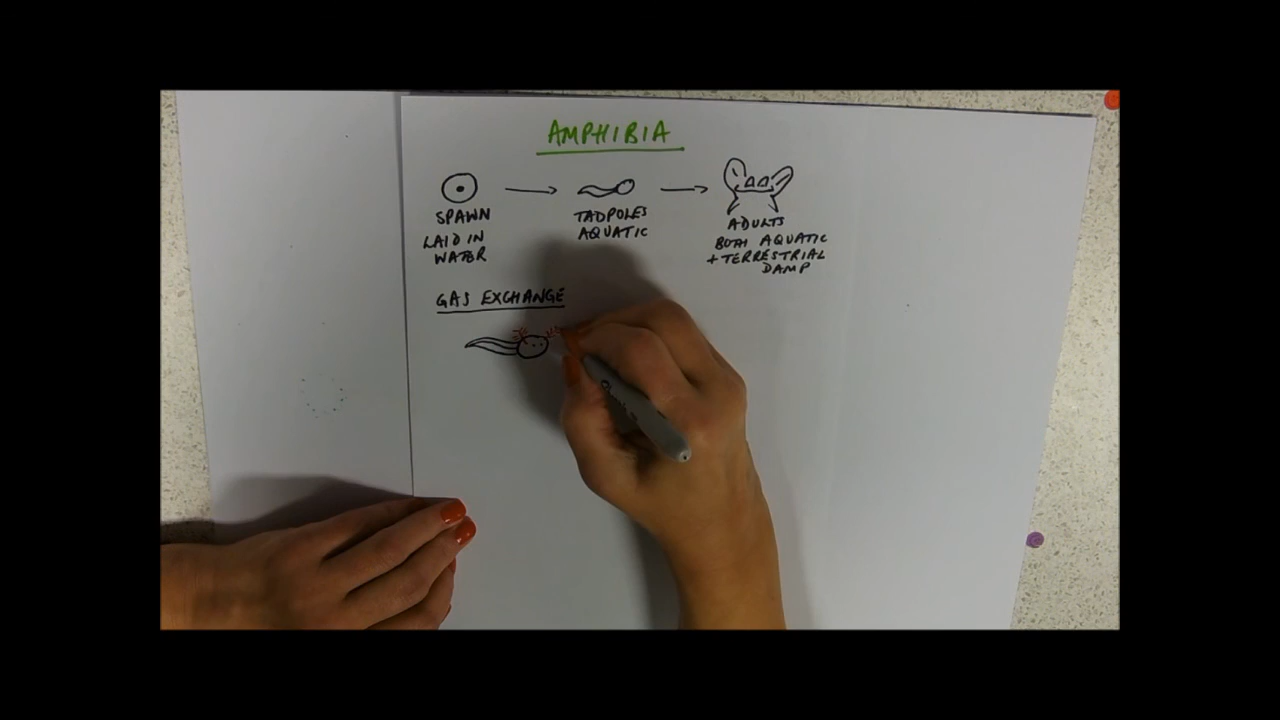 AMPHIBIA
SPAWN
LAID IN
WATER
TADPOLES
AQUATIC
ADULTS
BOTH AQUATIC
+ TERRESTRIAL
DAMP
GAS EXCHANGE